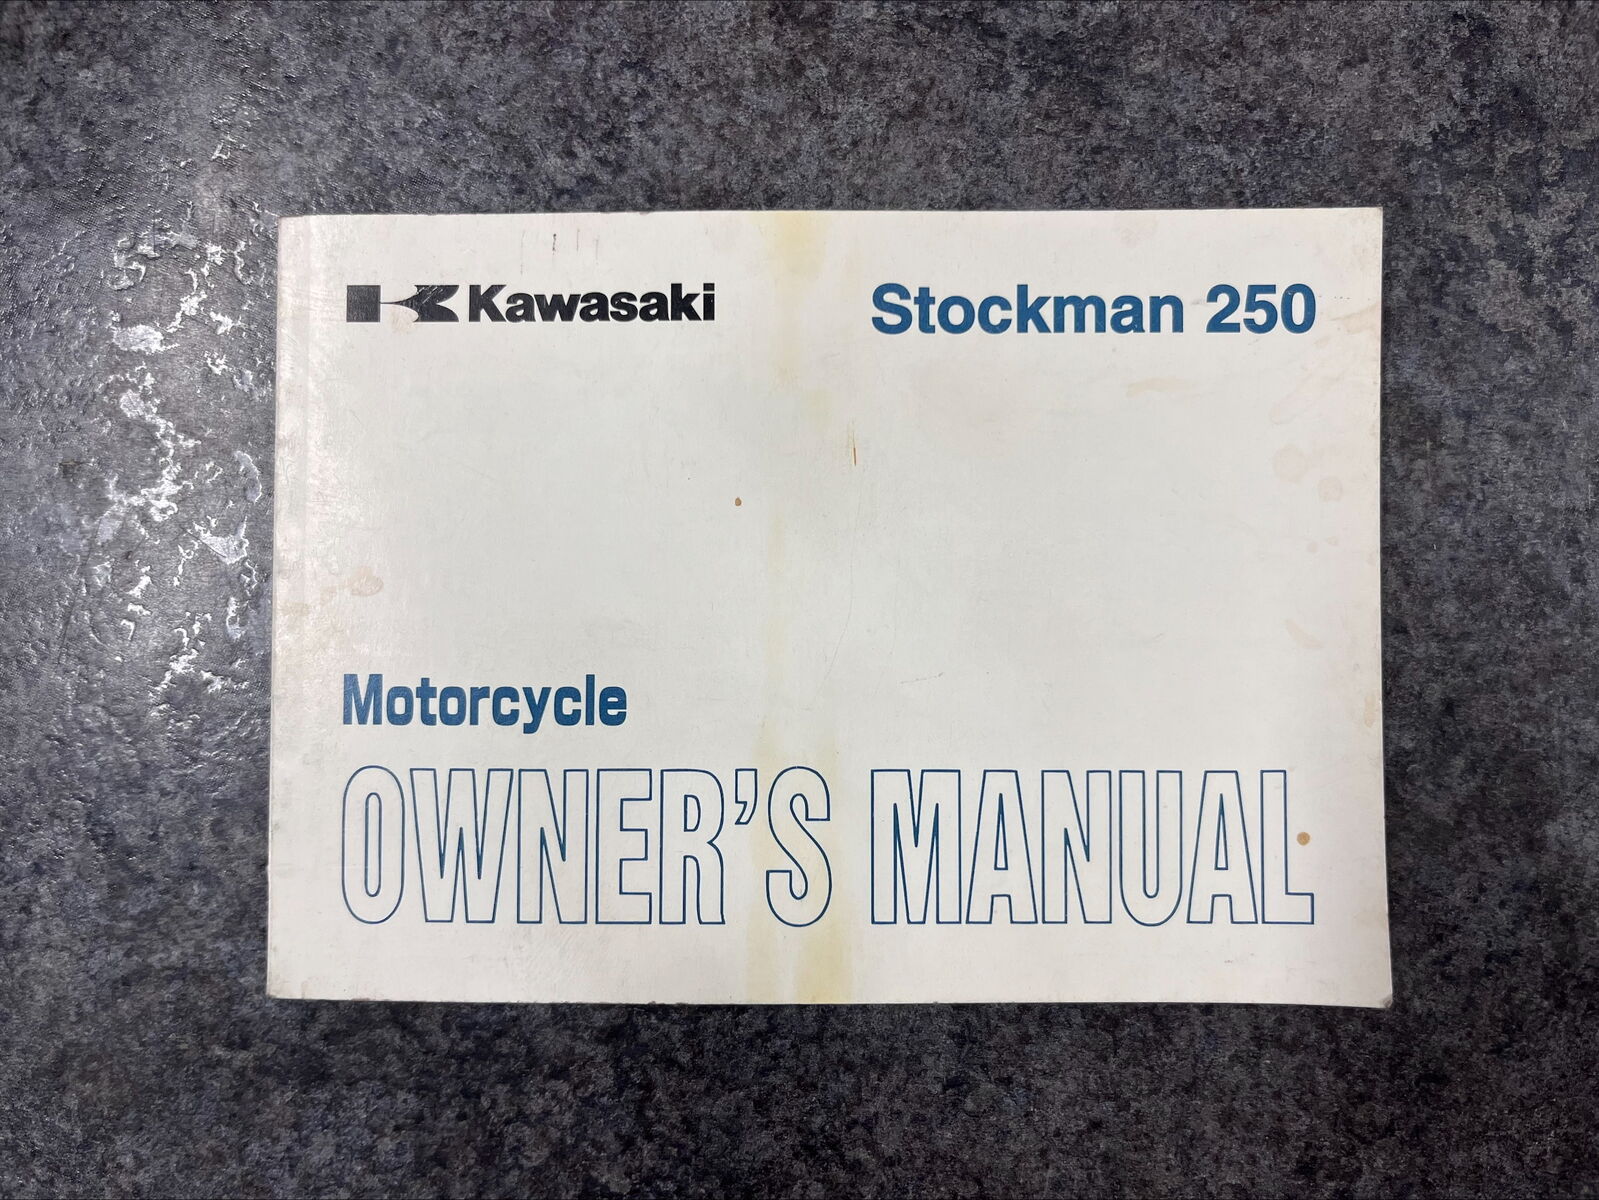 Kawasaki
Stockman 250
Motorcycle
OWNER'S MANUAL